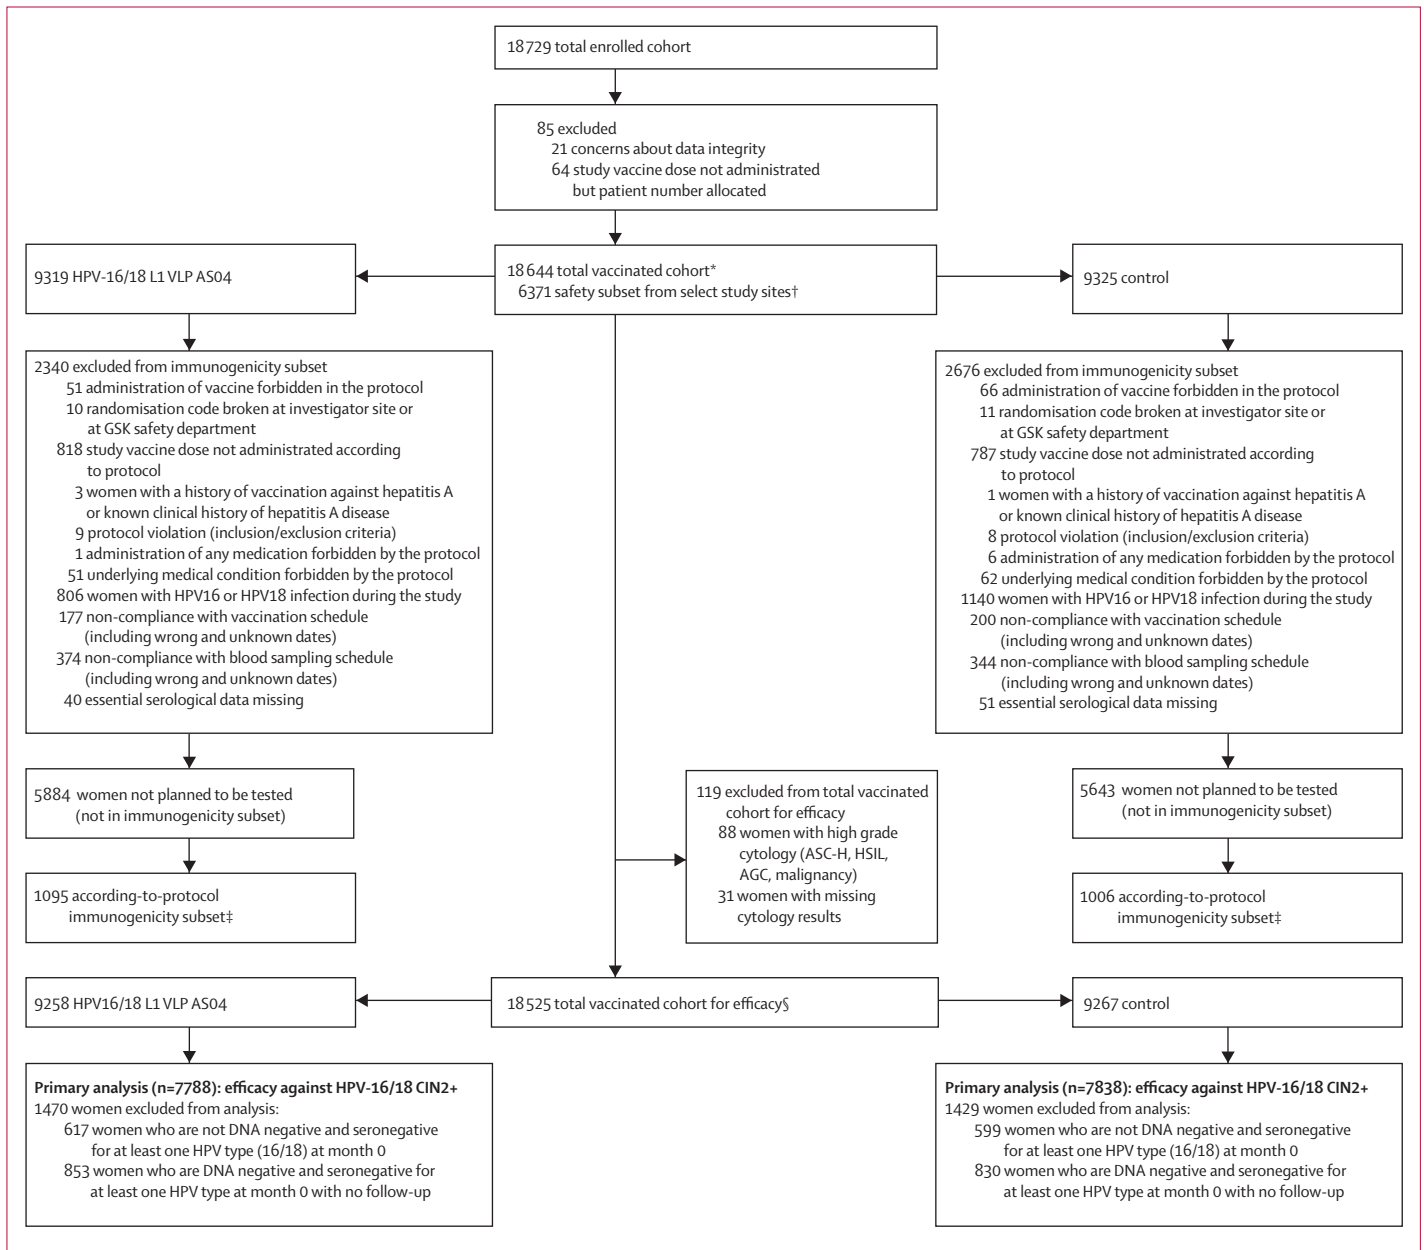 18 729 total enrolled cohort
85 excluded
21 concerns about data integrity
64 study vaccine dose not administrated
but patient number allocated
9319 HPV-16/18 L1 VLP AS04
18 644 total vaccinated cohort*
6371 safety subset from select study sites†
9325 control
2340 excluded from immunogenicity subset
51 administration of vaccine forbidden in the protocol
10 randomisation code broken at investigator site or
at GSK safety department
818 study vaccine dose not administrated according
to protocol
3 women with a history of vaccination against hepatitis A
or known clinical history of hepatitis A disease
9 protocol violation (inclusion/exclusion criteria)
1 administration of any medication forbidden by the protocol
51 underlying medical condition forbidden by the protocol
806 women with HPV16 or HPV18 infection during the study
177 non-compliance with vaccination schedule
(including wrong and unknown dates)
374 non-compliance with blood sampling schedule
(including wrong and unknown dates)
40 essential serological data missing
2676 excluded from immunogenicity subset
66 administration of vaccine forbidden in the protocol
11 randomisation code broken at investigator site or
at GSK safety department
787 study vaccine dose not administrated according
to protocol
1 women with a history of vaccination against hepatitis A
or known clinical history of hepatitis A disease
8 protocol violation (inclusion/exclusion criteria)
6 administration of any medication forbidden by the protocol
62 underlying medical condition forbidden by the protocol
1140 women with HPV16 or HPV18 infection during the study
200 non-compliance with vaccination schedule
(including wrong and unknown dates)
344 non-compliance with blood sampling schedule
(including wrong and unknown dates)
51 essential serological data missing
5884 women not planned to be tested
(not in immunogenicity subset)
119 excluded from total vaccinated
cohort for efficacy
88 women with high grade
cytology (ASC-H, HSIL,
AGC, malignancy)
31 women with missing
cytology results
5643 women not planned to be tested
(not in immunogenicity subset)
1095 according-to-protocol
immunogenicity subset‡
1006 according-to-protocol
immunogenicity subset‡
9258 HPV16/18 L1 VLP AS04
18 525 total vaccinated cohort for efficacy§
9267 control
Primary analysis (n=7788): efficacy against HPV-16/18 CIN2+
1470 women excluded from analysis:
617 women who are not DNA negative and seronegative
for at least one HPV type (16/18) at month 0
853 women who are DNA negative and seronegative for
at least one HPV type at month 0 with no follow-up
Primary analysis (n=7838): efficacy against HPV-16/18 CIN2+
1429 women excluded from analysis:
599 women who are not DNA negative and seronegative
for at least one HPV type (16/18) at month 0
830 women who are DNA negative and seronegative for
at least one HPV type at month 0 with no follow-up